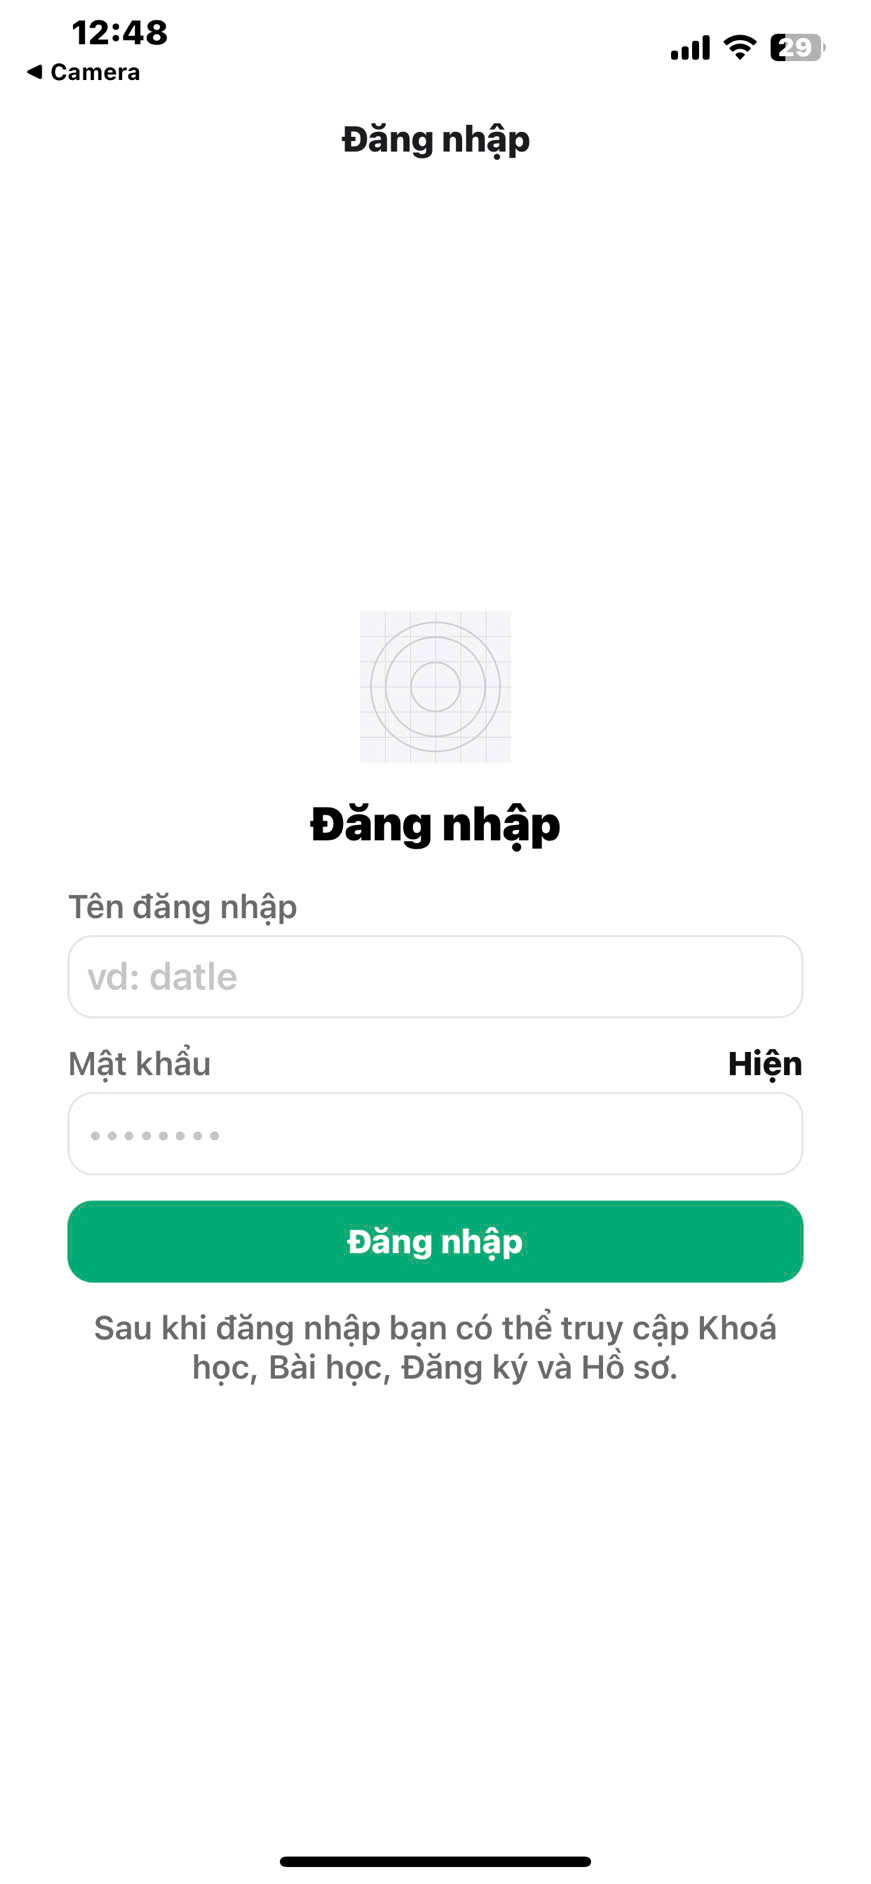 12:48
29
◀ Camera
Đăng nhập
Đăng nhập
Tên đăng nhập
vd: datle
Mật khẩu
Hiện
••••••••
Đăng nhập
Sau khi đăng nhập bạn có thể truy cập Khoá
học, Bài học, Đăng ký và Hồ sơ.